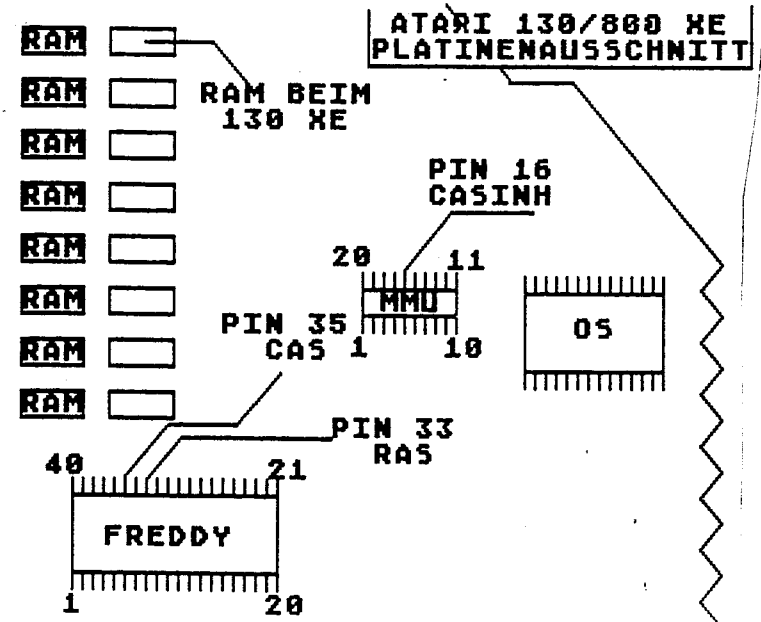 ATARI 130/800 XE
PLATINENAUSSCHNITT
RAM
RAM BEIM
130 XE
RAM
RAM
RAM
RAM
RAM
RAM
RAM
PIN 16
CASINH
20 11
MMU
1 10
OS
PIN 35
CAS
PIN 33
RAS
40 21
FREDDY
1 20